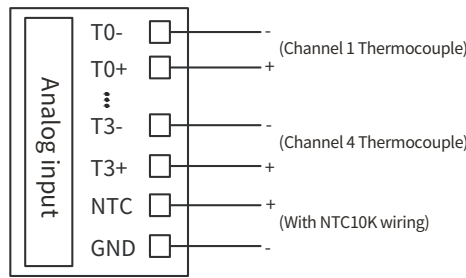 Analog input
T0- -
(Channel 1 Thermocouple)
T0+ +
...
T3- -
(Channel 4 Thermocouple)
T3+ +
NTC +
(With NTC10K wiring)
GND -